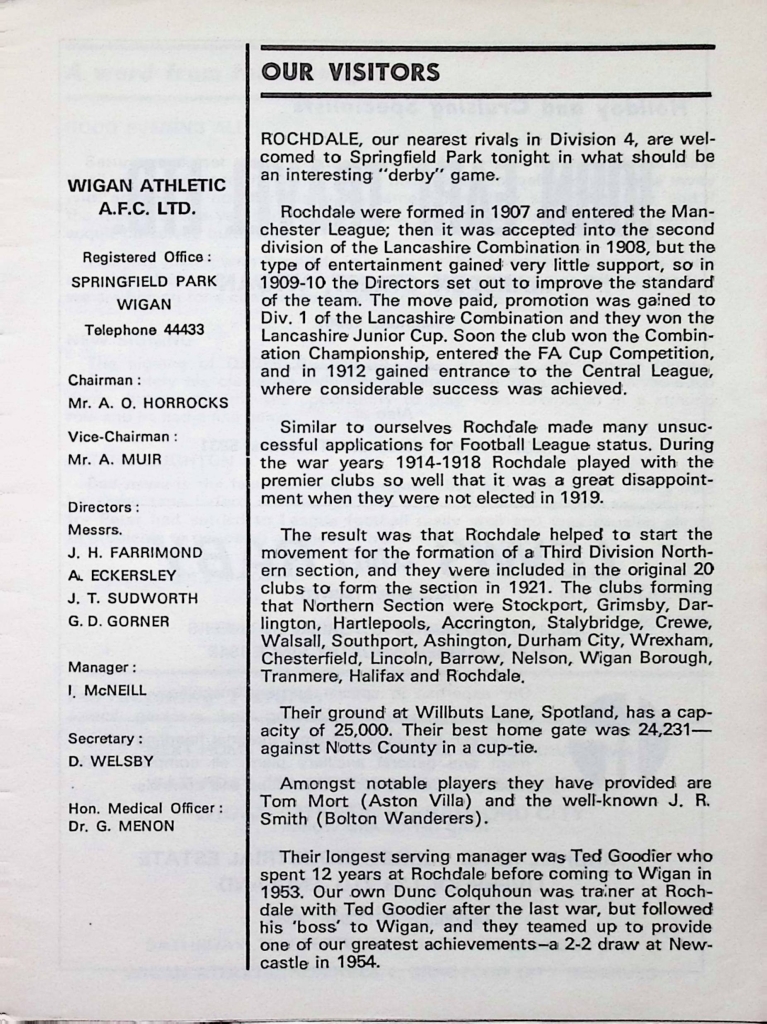 WIGAN ATHLETIC
A.F.C. LTD.
Registered Office :
SPRINGFIELD PARK
WIGAN
Telephone 44433
Chairman :
Mr. A. O. HORROCKS
Vice-Chairman :
Mr. A. MUIR
Directors :
Messrs.
J. H. FARRIMOND
A. ECKERSLEY
J. T. SUDWORTH
G. D. GORNER
Manager :
I. McNEILL
Secretary :
D. WELSBY
Hon. Medical Officer :
Dr. G. MENON
OUR VISITORS
ROCHDALE, our nearest rivals in Division 4, are wel-
comed to Springfield Park tonight in what should be
an interesting "derby" game.
Rochdale were formed in 1907 and entered the Man-
chester League; then it was accepted into the second
division of the Lancashire Combination in 1908, but the
type of entertainment gained very little support, so in
1909-10 the Directors set out to improve the standard
of the team. The move paid, promotion was gained to
Div. 1 of the Lancashire Combination and they won the
Lancashire Junior Cup. Soon the club won the Combin-
ation Championship, entered the FA Cup Competition,
and in 1912 gained entrance to the Central League,
where considerable success was achieved.
Similar to ourselves Rochdale made many unsuc-
cessful applications for Football League status. During
the war years 1914-1918 Rochdale played with the
premier clubs so well that it was a great disappoint-
ment when they were not elected in 1919.
The result was that Rochdale helped to start the
movement for the formation of a Third Division North-
ern section, and they were included in the original 20
clubs to form the section in 1921. The clubs forming
that Northern Section were Stockport, Grimsby, Dar-
lington, Hartlepools, Accrington, Stalybridge, Crewe,
Walsall, Southport, Ashington, Durham City, Wrexham,
Chesterfield, Lincoln, Barrow, Nelson, Wigan Borough,
Tranmere, Halifax and Rochdale.
Their ground at Willbuts Lane, Spotland, has a cap-
acity of 25,000. Their best home gate was 24,231—
against Notts County in a cup-tie.
Amongst notable players they have provided are
Tom Mort (Aston Villa) and the well-known J. R.
Smith (Bolton Wanderers).
Their longest serving manager was Ted Goodier who
spent 12 years at Rochdale before coming to Wigan in
1953. Our own Dunc Colquhoun was trainer at Roch-
dale with Ted Goodier after the last war, but followed
his 'boss' to Wigan, and they teamed up to provide
one of our greatest achievements–a 2-2 draw at New-
castle in 1954.